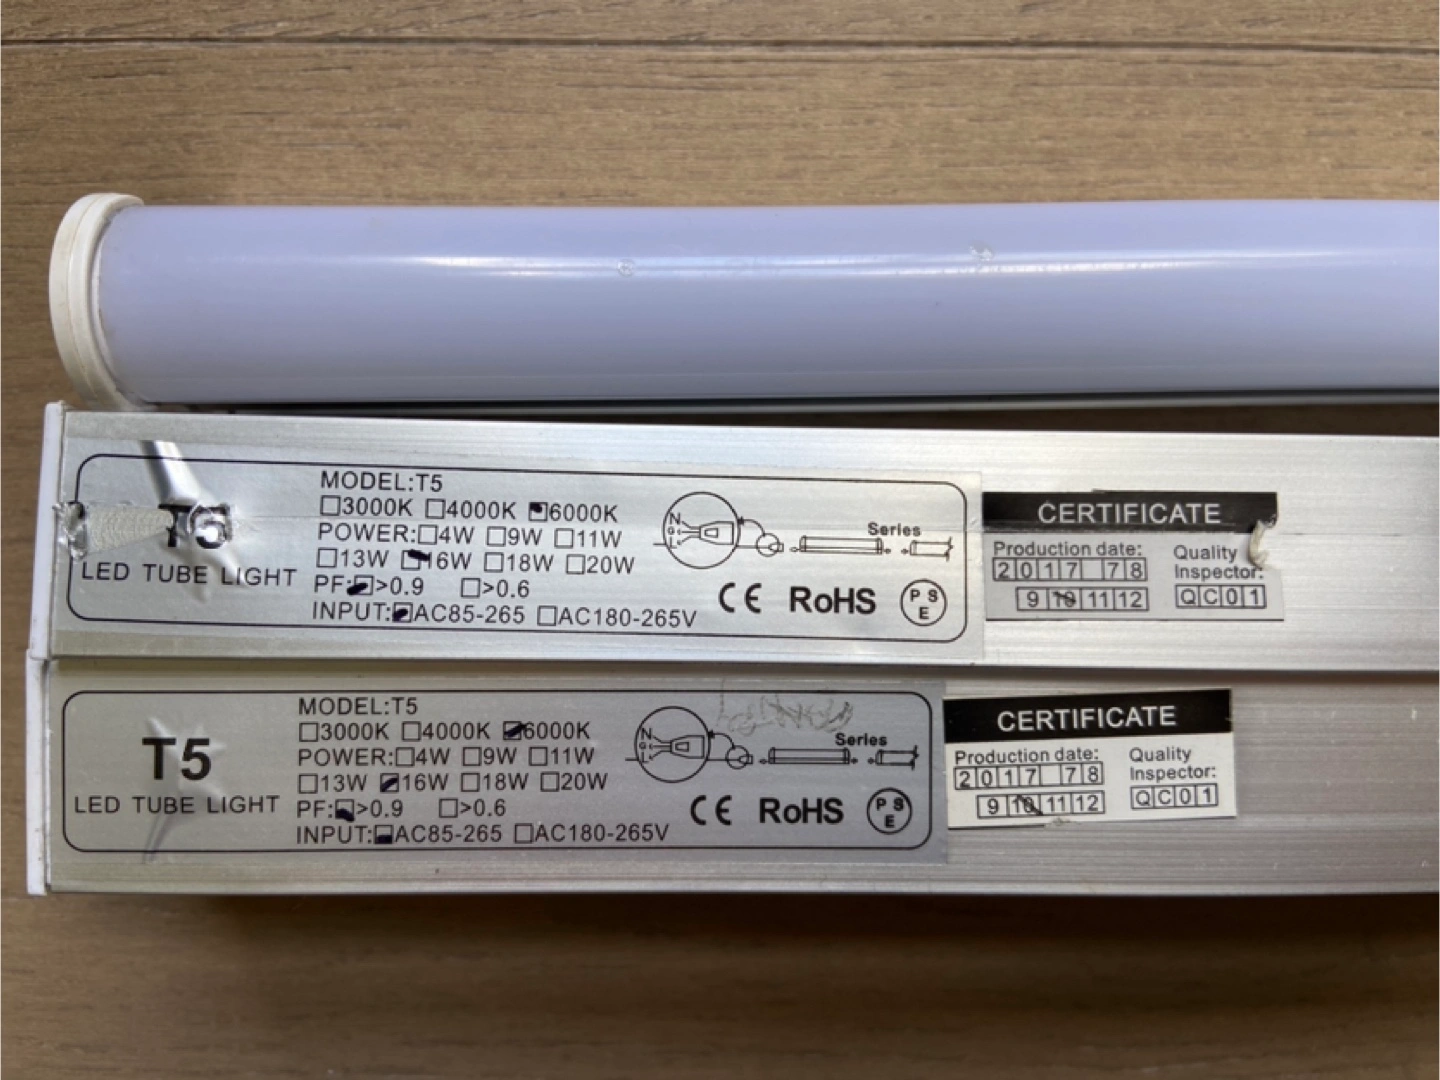 T5
LED TUBE LIGHT
MODEL:T5
□3000K □4000K ☑6000K
POWER:□4W □9W □11W
□13W ☑16W □18W □20W
PF:☑>0.9 □>0.6
INPUT:☑AC85-265 □AC180-265V
N
G
L
Series
CE RoHS PSE
CERTIFICATE
Production date:
2017 78
9 10 11 12
Quality
Inspector:
QC01
T5
LED TUBE LIGHT
MODEL:T5
□3000K □4000K ☑6000K
POWER:□4W □9W □11W
□13W ☑16W □18W □20W
PF:☑>0.9 □>0.6
INPUT:☑AC85-265 □AC180-265V
N
G
L
Series
CE RoHS PSE
CERTIFICATE
Production date:
2017 78
9 10 11 12
Quality
Inspector:
QC01